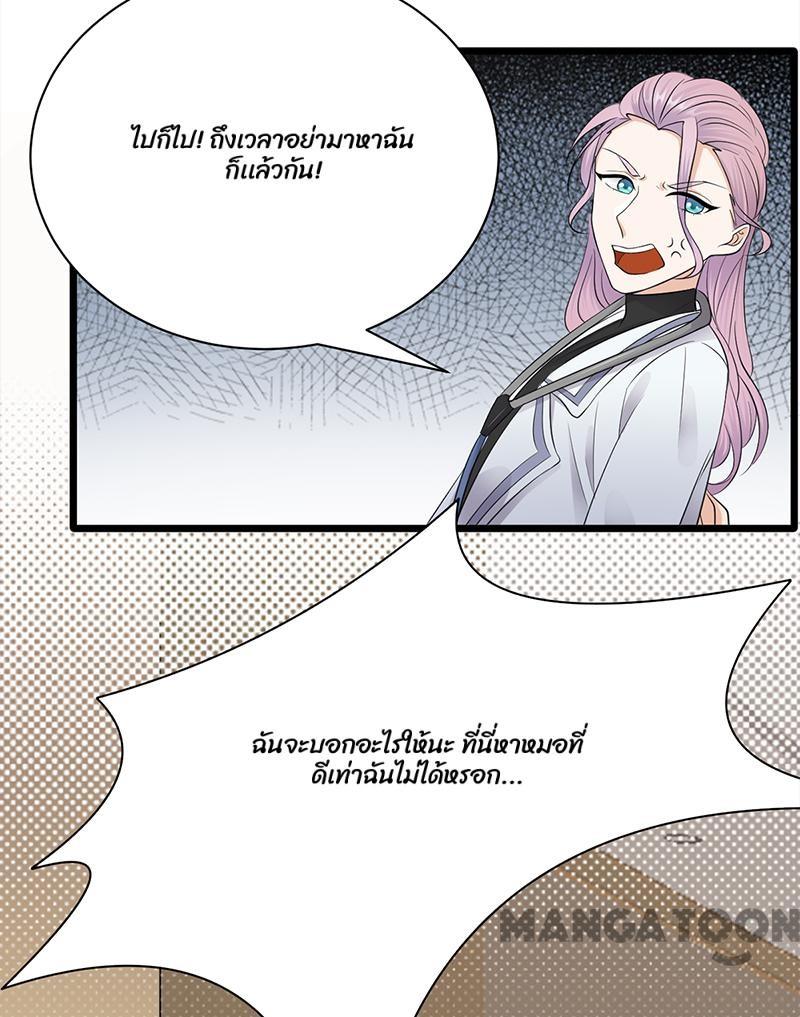 ไปก็ไป! ถึงเวลาอย่ามาหาฉัน
ก็แล้วกัน!
ฉันจะบอกอะไรให้นะ ที่นี่หาหมอที่
ดีเท่าฉันไม่ได้หรอก...
MANGATOON